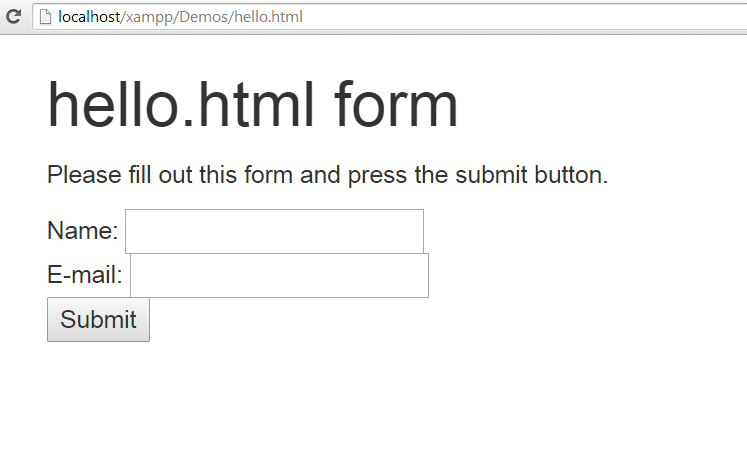 localhost/xampp/Demos/hello.html
hello.html form
Please fill out this form and press the submit button.
Name:
E-mail:
Submit